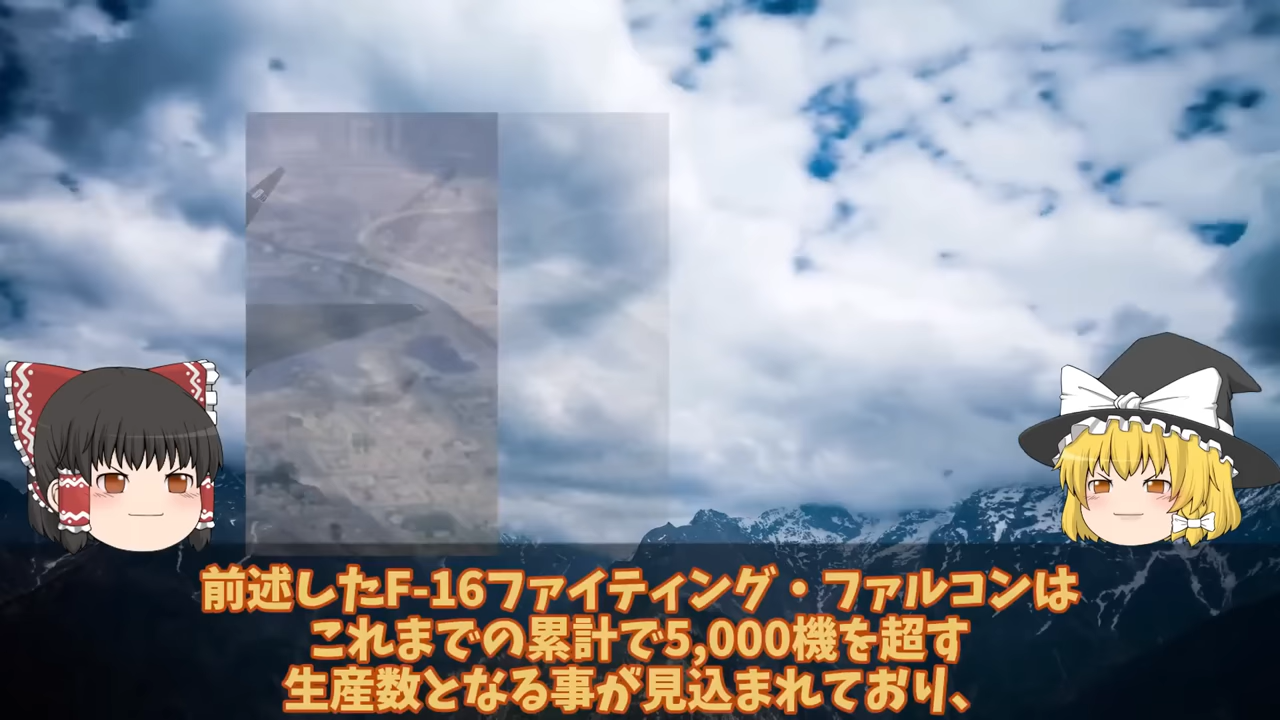 前述したF-16ファイティング・ファルコンは
これまでの累計で5,000機を超す
生産数となる事が見込まれており、